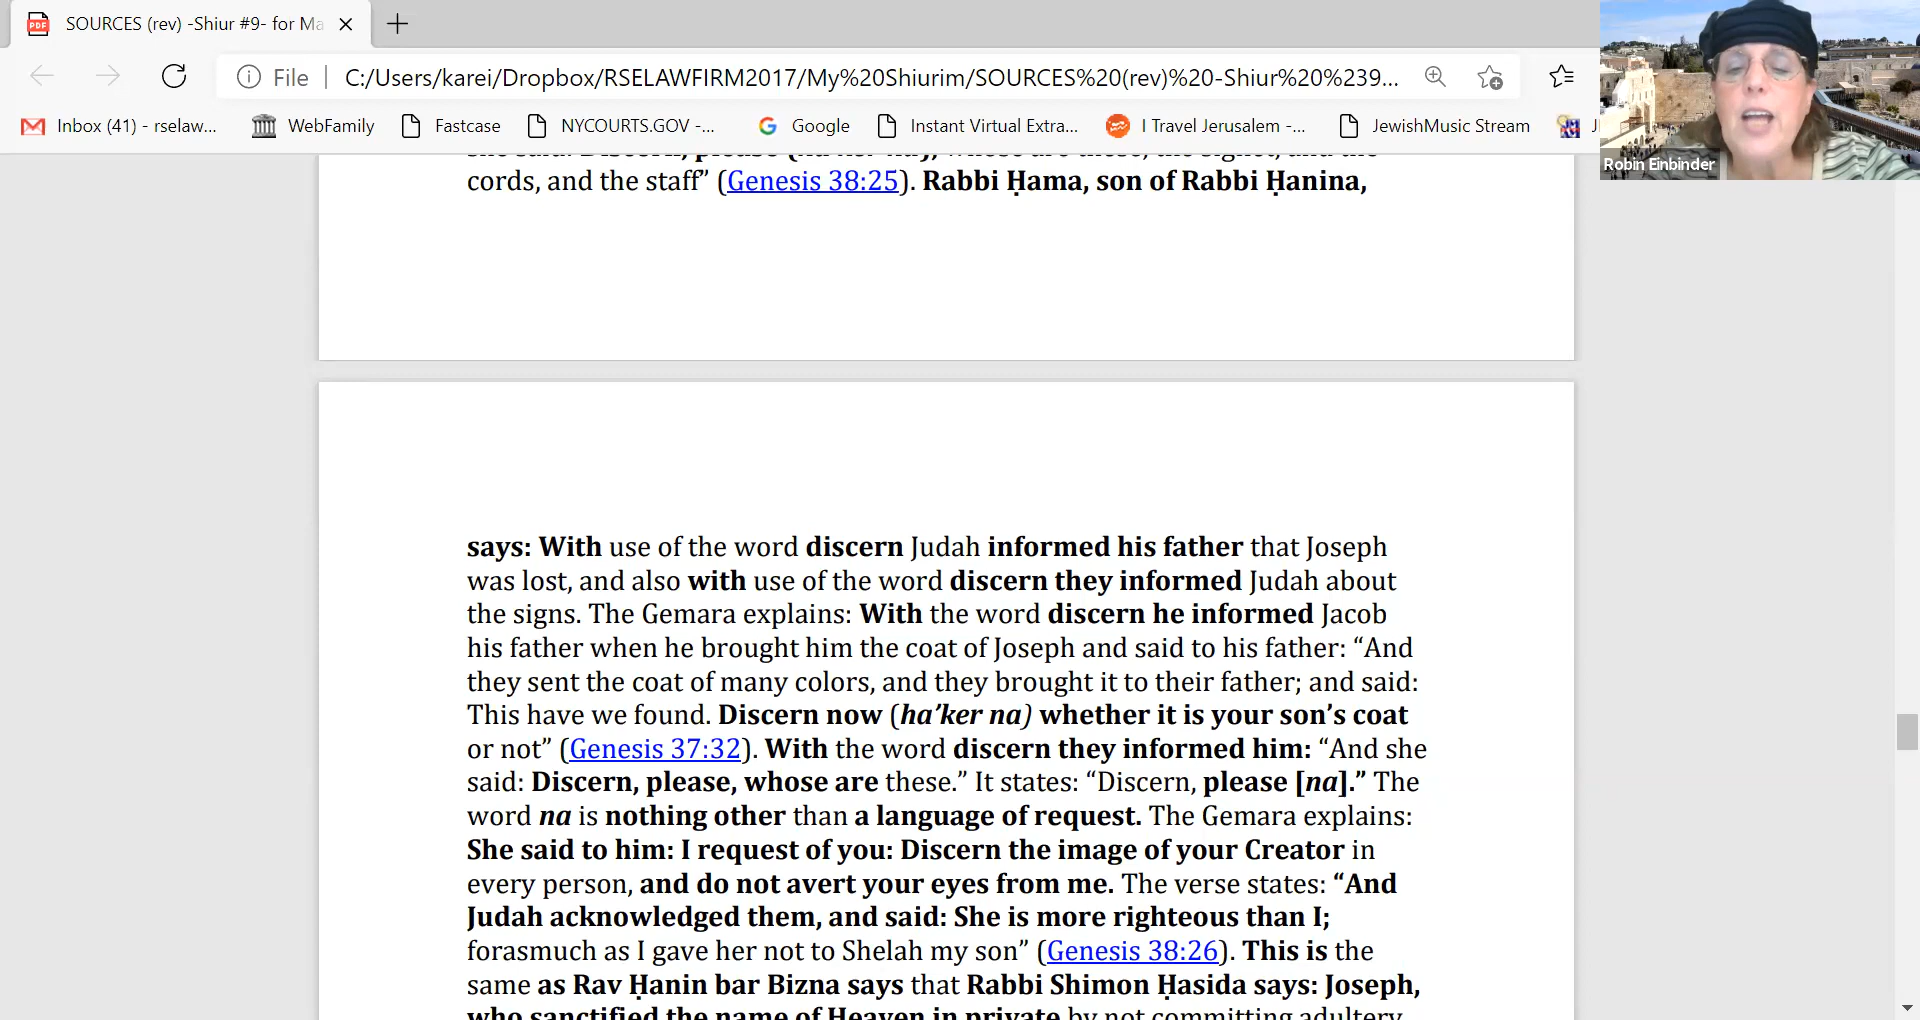 SOURCES (rev) -Shiur #9- for Ma
File
C:/Users/karei/Dropbox/RSELAWFIRM2017/My%20Shiurim/SOURCES%20(rev)%20-Shiur%20%239...
Inbox (41) - rselaw... WebFamily Fastcase NYCOURTS.GOV -... Google Instant Virtual Extra... I Travel Jerusalem -... JewishMusic Stream
Robin Einbinder
cords, and the staff” (Genesis 38:25). Rabbi Ḥama, son of Rabbi Ḥanina,
says: With use of the word discern Judah informed his father that Joseph
was lost, and also with use of the word discern they informed Judah about
the signs. The Gemara explains: With the word discern he informed Jacob
his father when he brought him the coat of Joseph and said to his father: “And
they sent the coat of many colors, and they brought it to their father; and said:
This have we found. Discern now (ha’ker na) whether it is your son’s coat
or not” (Genesis 37:32). With the word discern they informed him: “And she
said: Discern, please, whose are these.” It states: “Discern, please [na].” The
word na is nothing other than a language of request. The Gemara explains:
She said to him: I request of you: Discern the image of your Creator in
every person, and do not avert your eyes from me. The verse states: “And
Judah acknowledged them, and said: She is more righteous than I;
forasmuch as I gave her not to Shelah my son” (Genesis 38:26). This is the
same as Rav Ḥanin bar Bizna says that Rabbi Shimon Ḥasida says: Joseph,
who sanctified the name of Heaven in private by not committing adultery